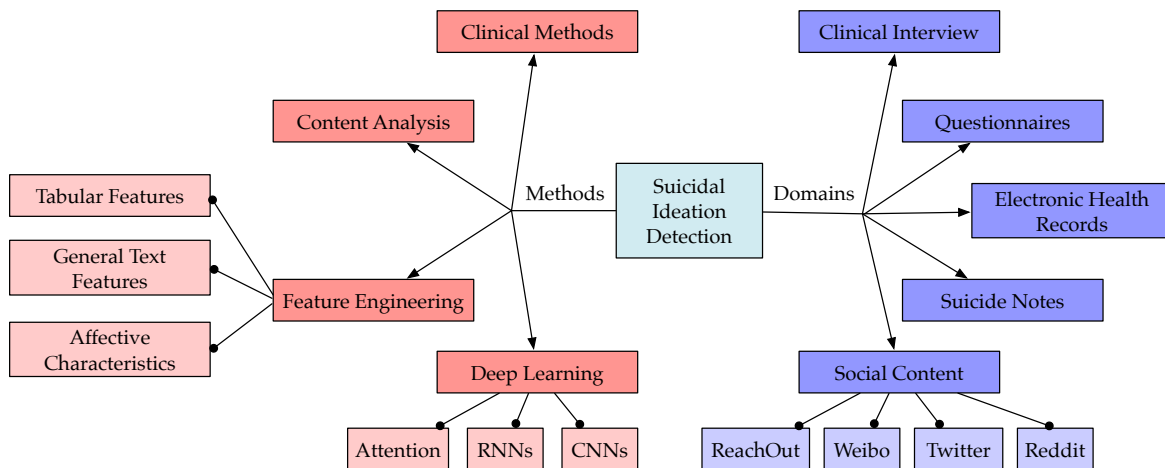 Clinical Methods
Clinical Interview
Content Analysis
Questionnaires
Tabular Features
Methods
Suicidal
Ideation
Detection
Domains
Electronic Health
Records
General Text
Features
Feature Engineering
Suicide Notes
Affective
Characteristics
Deep Learning
Social Content
Attention
RNNs
CNNs
ReachOut
Weibo
Twitter
Reddit